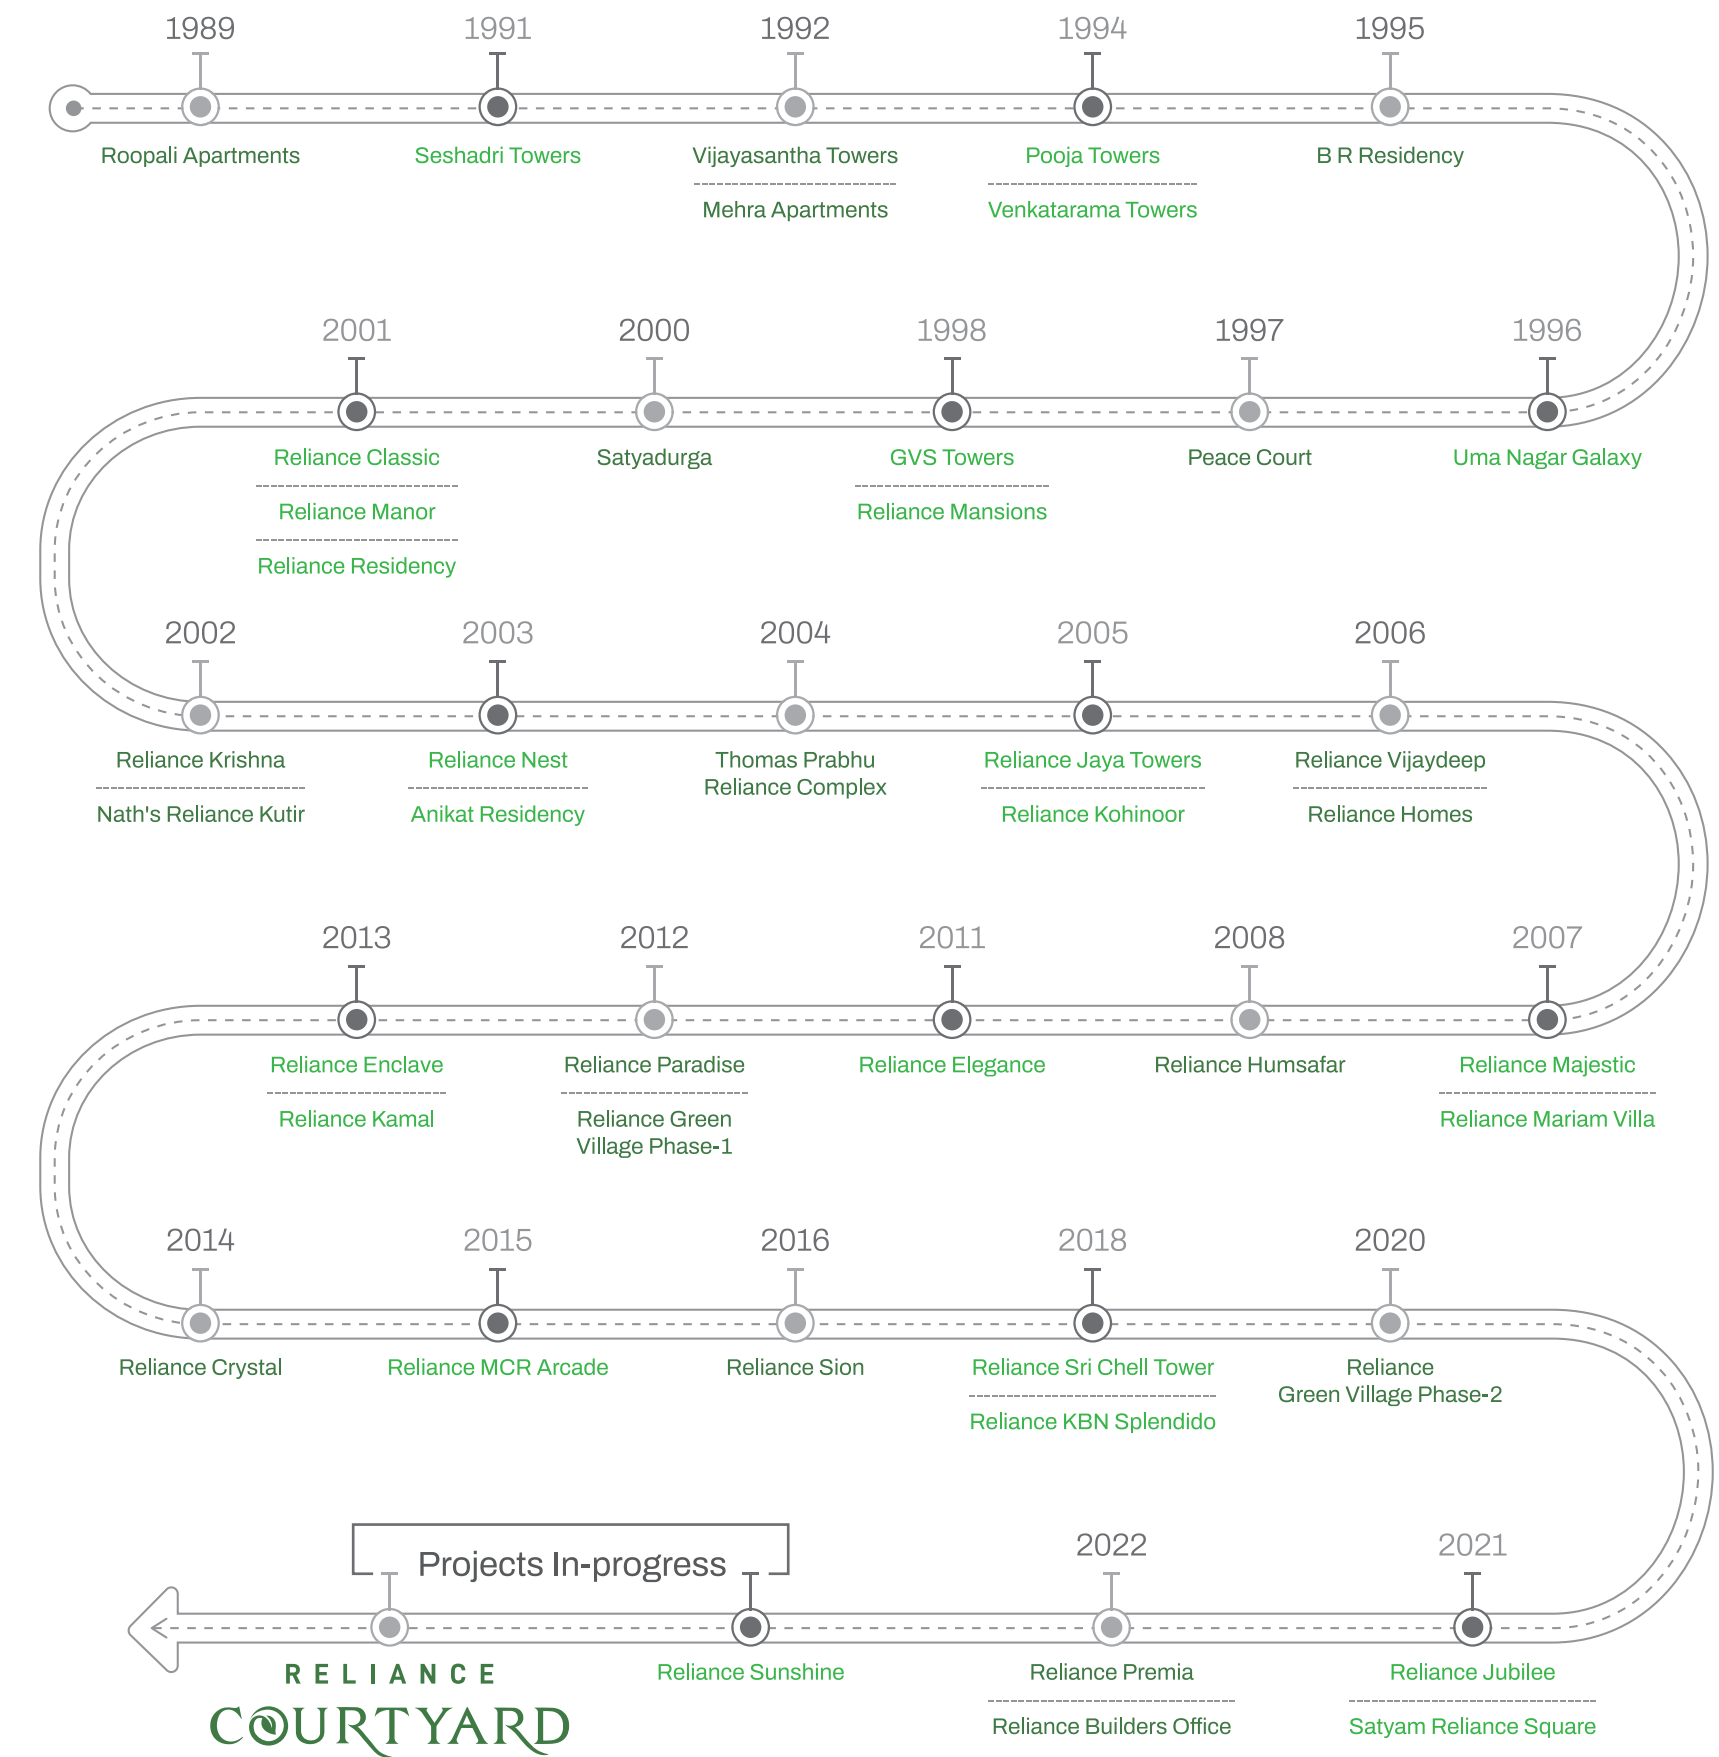 1989
Roopali Apartments
1991
Seshadri Towers
1992
Vijayasantha Towers
Mehra Apartments
1994
Pooja Towers
Venkatarama Towers
1995
B R Residency
1996
Uma Nagar Galaxy
1997
Peace Court
1998
GVS Towers
Reliance Mansions
2000
Satyadurga
2001
Reliance Classic
Reliance Manor
Reliance Residency
2002
Reliance Krishna
Nath's Reliance Kutir
2003
Reliance Nest
Anikat Residency
2004
Thomas Prabhu
Reliance Complex
2005
Reliance Jaya Towers
Reliance Kohinoor
2006
Reliance Vijaydeep
Reliance Homes
2007
Reliance Majestic
Reliance Mariam Villa
2008
Reliance Humsafar
2011
Reliance Elegance
2012
Reliance Paradise
Reliance Green
Village Phase-1
2013
Reliance Enclave
Reliance Kamal
2014
Reliance Crystal
2015
Reliance MCR Arcade
2016
Reliance Sion
2018
Reliance Sri Chell Tower
Reliance KBN Splendido
2020
Reliance
Green Village Phase-2
2021
Reliance Jubilee
Satyam Reliance Square
2022
Reliance Premia
Reliance Builders Office
Projects In-progress
Reliance Sunshine
RELIANCE
COURTYARD